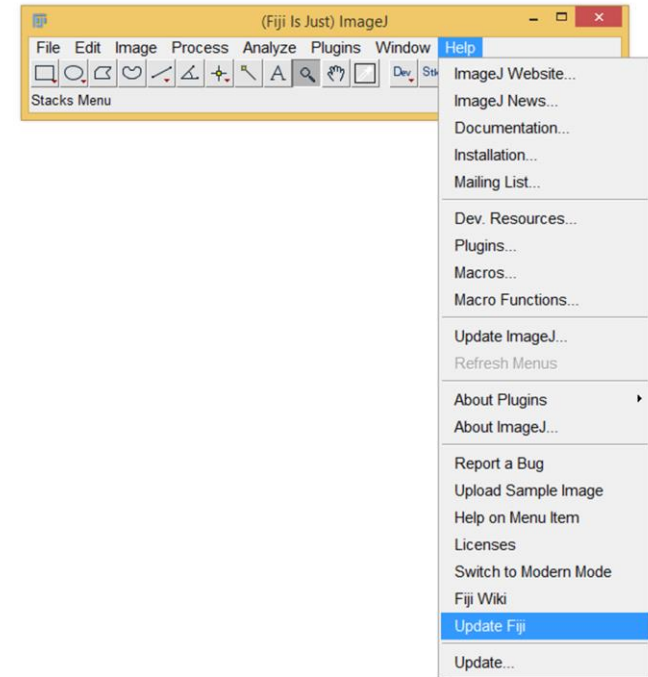 (Fiji Is Just) ImageJ
File Edit Image Process Analyze Plugins Window Help
A Dev Stk
Stacks Menu
ImageJ Website...
ImageJ News...
Documentation...
Installation...
Mailing List...
Dev. Resources...
Plugins...
Macros...
Macro Functions...
Update ImageJ...
Refresh Menus
About Plugins
About ImageJ...
Report a Bug
Upload Sample Image
Help on Menu Item
Licenses
Switch to Modern Mode
Fiji Wiki
Update Fiji
Update...